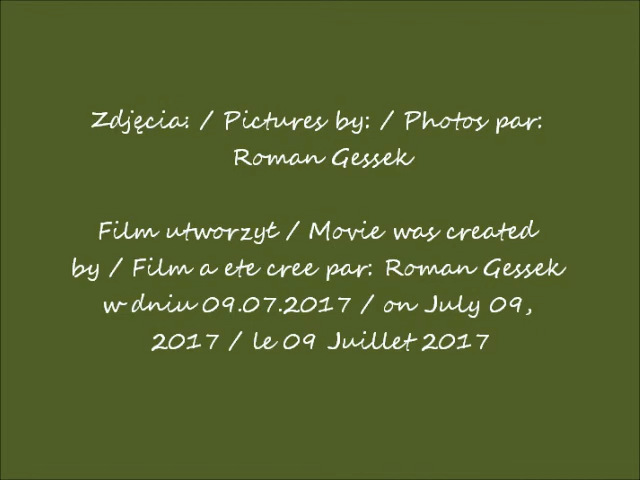 Zdjęcia: / Pictures by: / Photos par:
Roman Gessek
Film utworzył / Movie was created
by / Film a ete cree par: Roman Gessek
w dniu 09.07.2017 / on July 09,
2017 / le 09 Juillet 2017